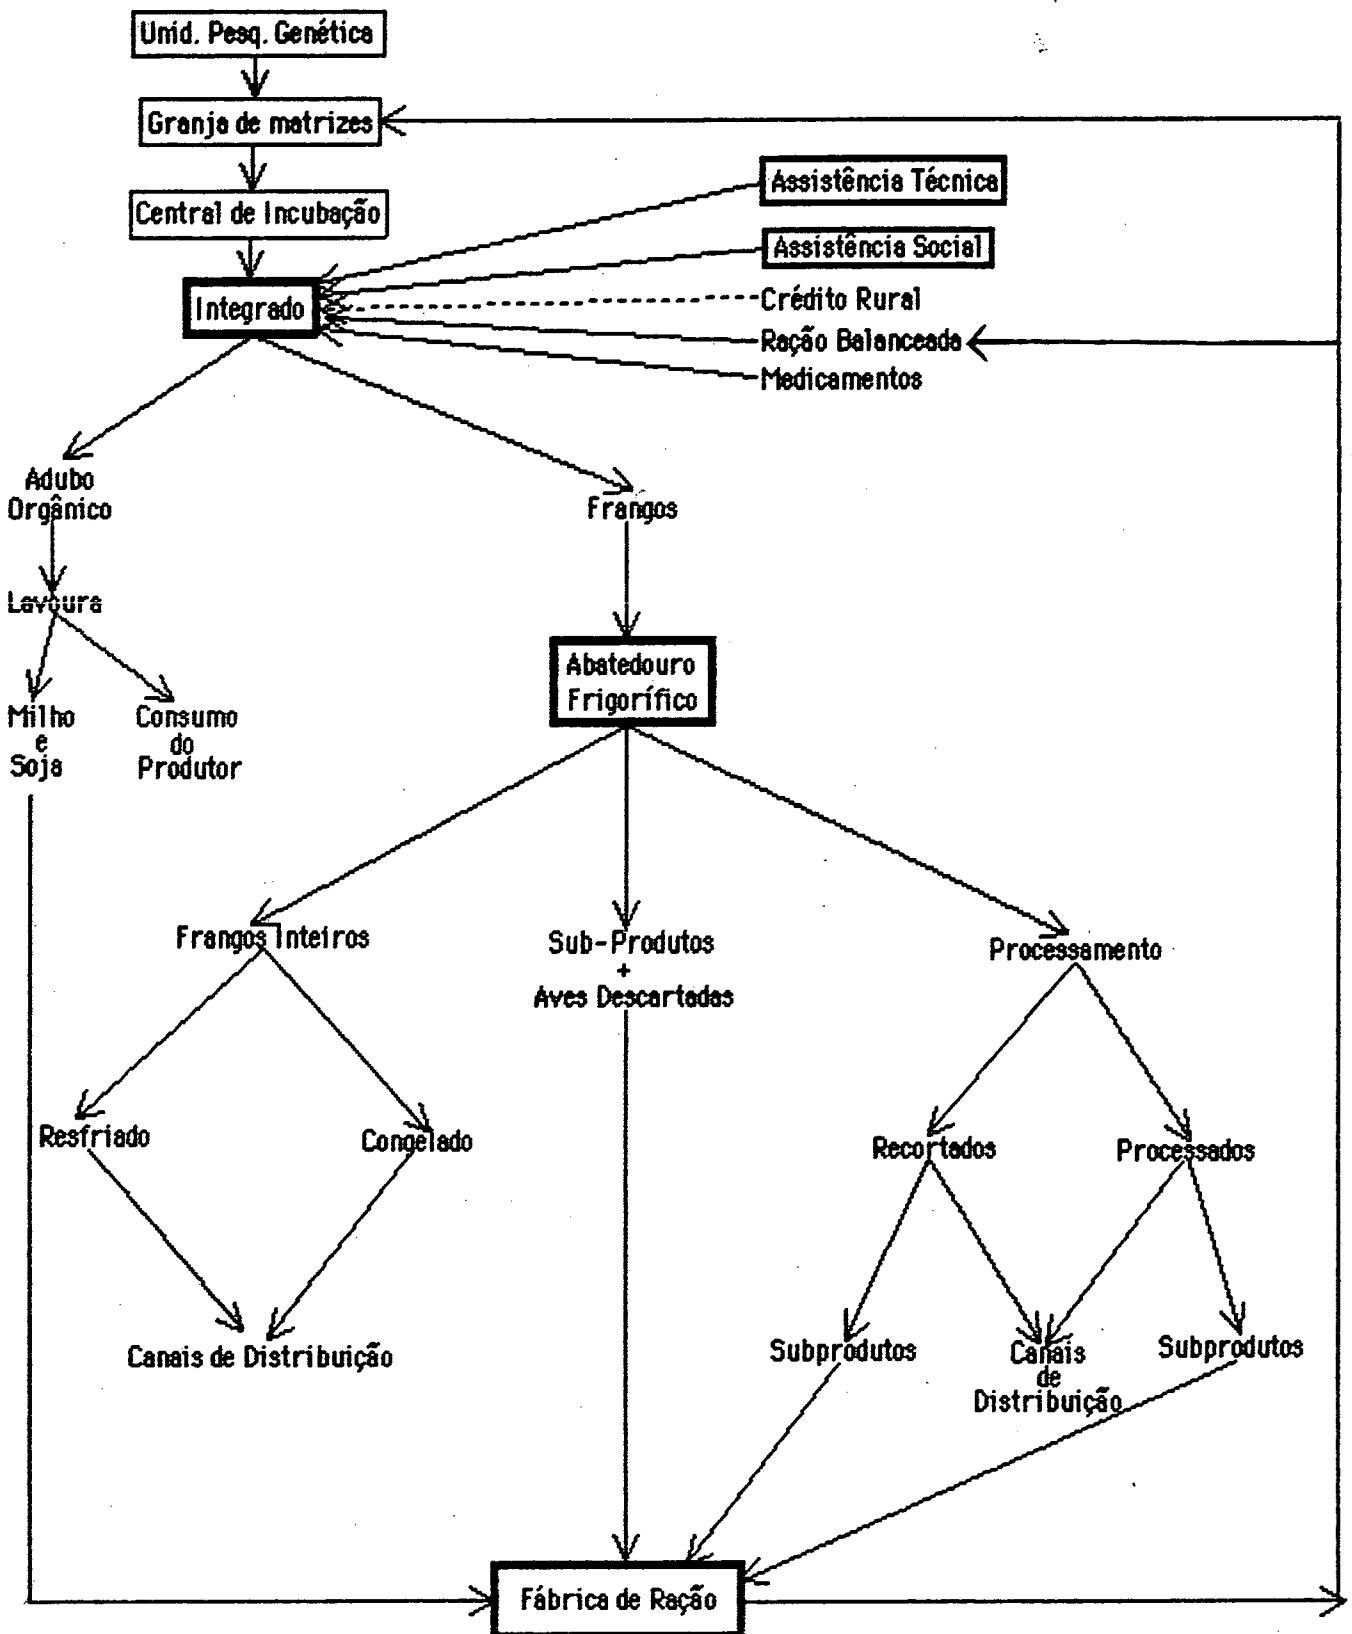 Unid. Pesq. Genética
Granja de matrizes
Assistência Técnica
Central de Incubação
Assistência Social
Integrado
Crédito Rural
Ração Balanceada
Medicamentos
Adubo
Orgânico
Frangos
Lavoura
Abatedouro
Frigorífico
Milho
e
Soja
Consumo
do
Produtor
Frangos Inteiros
Sub-Produtos
+
Aves Descartadas
Processamento
Resfriado
Congelado
Recortados
Processados
Canais de Distribuição
Subprodutos
Canais
de
Distribuição
Subprodutos
Fábrica de Ração